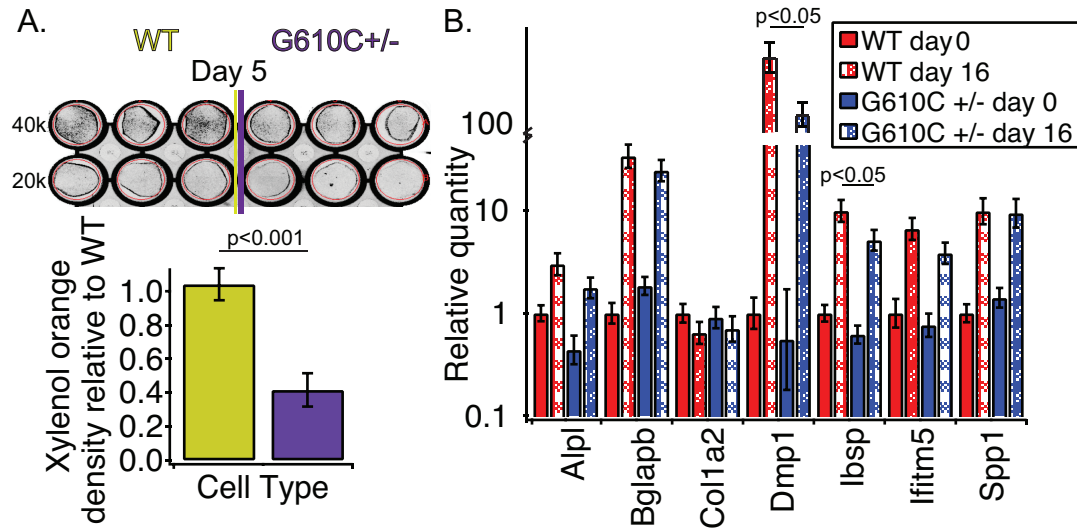 A.
WT
G610C+/-
Day 5
40k
20k
p<0.001
Xylenol orange
density relative to WT
1.0
0.8
0.6
0.4
0.2
0.0
Cell Type
B.
p<0.05
WT day 0
WT day 16
G610C +/- day 0
G610C +/- day 16
p<0.05
Relative quantity
100
10
1
0.1
Alpl
Bglapb
Col1a2
Dmp1
Ibsp
Ifitm5
Spp1